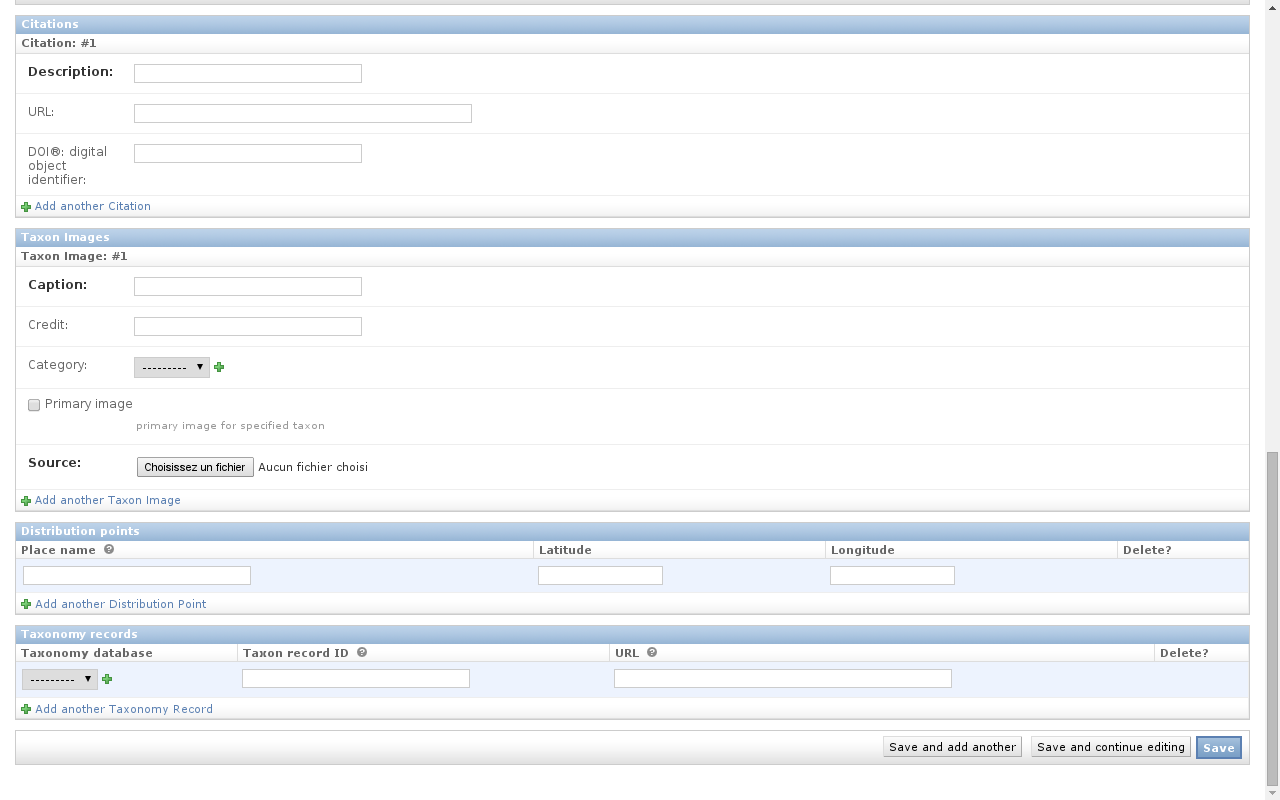 Citations
Citation: #1
Description:
URL:
DOI®: digital
object
identifier:
Add another Citation
Taxon Images
Taxon Image: #1
Caption:
Credit:
Category:
---------
Primary image
primary image for specified taxon
Source:
Choisissez un fichier Aucun fichier choisi
Add another Taxon Image
Distribution points
Place name Latitude Longitude Delete?
Add another Distribution Point
Taxonomy records
Taxonomy database Taxon record ID URL Delete?
---------
Add another Taxonomy Record
Save and add another Save and continue editing Save